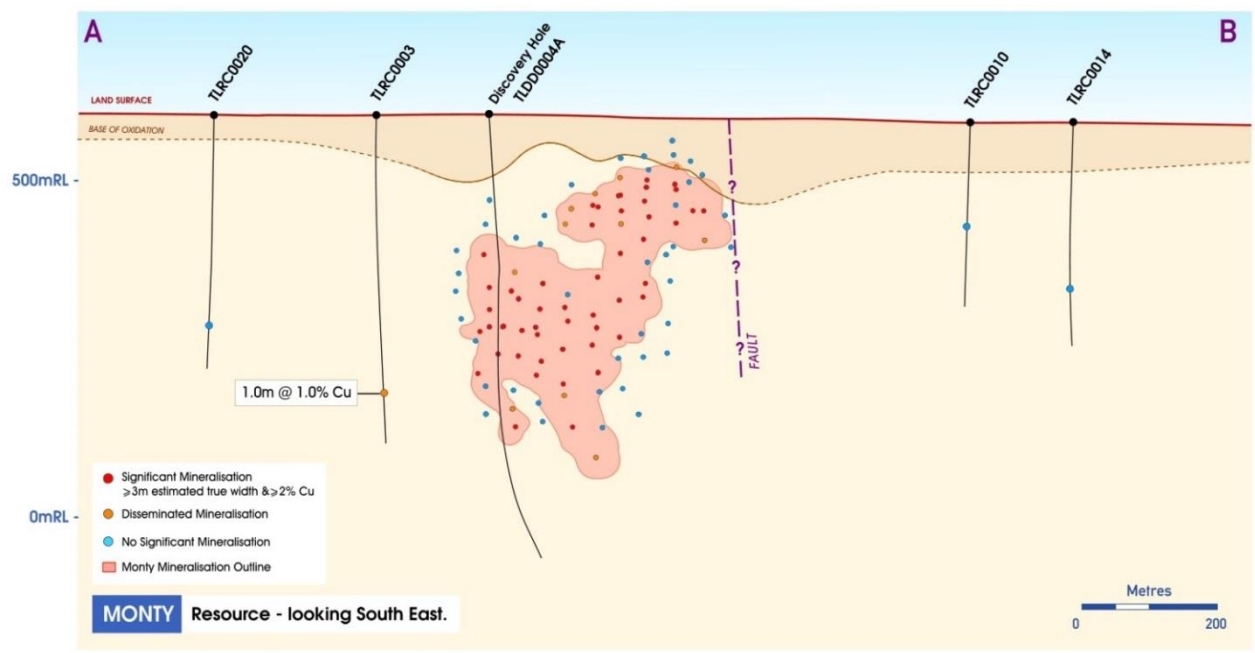 A
B
TLRC0020
TLRC0003
Discovery Hole
TLDD0004A
TLRC0010
TLRC0014
LAND SURFACE
BASE OF OXIDATION
500mRL -
?
?
?
FAULT
1.0m @ 1.0% Cu
0mRL -
Significant Mineralisation
⩾3m estimated true width &⩾2% Cu
Disseminated Mineralisation
No Significant Mineralisation
Monty Mineralisation Outline
MONTY Resource - looking South East.
Metres
0 200